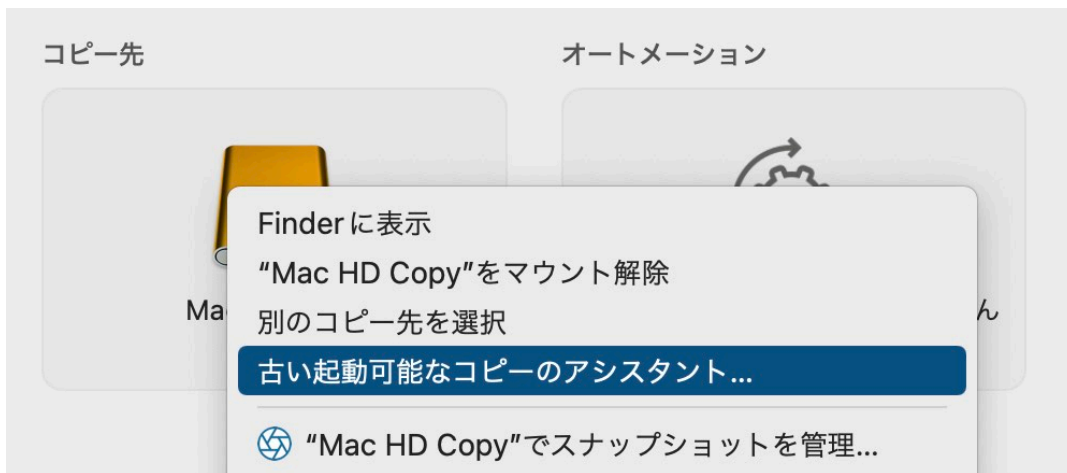 コピー先
オートメーション
Finderに表示
“Mac HD Copy”をマウント解除
Ma
ん
別のコピー先を選択
古い起動可能なコピーのアシスタント...
“Mac HD Copy”でスナップショットを管理...